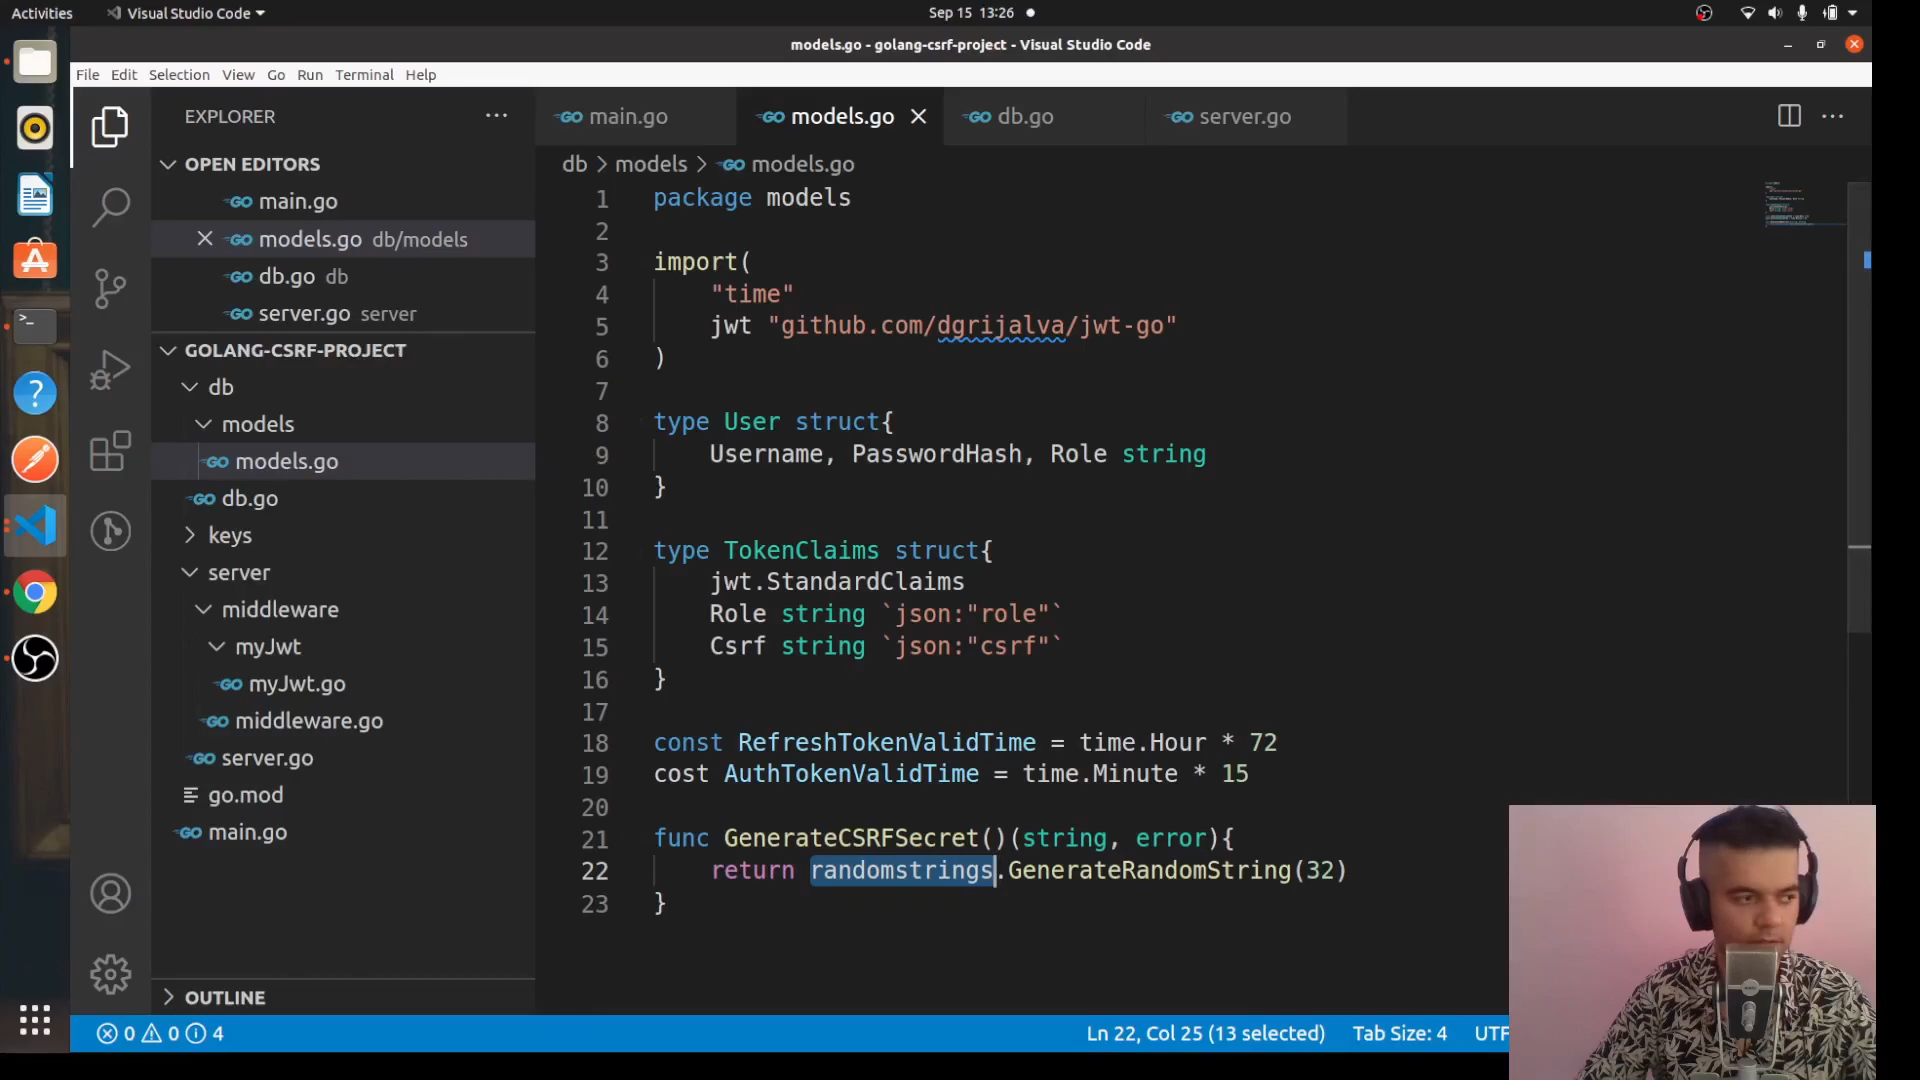 Activities
Visual Studio Code
Sep 15 13:26
models.go - golang-csrf-project - Visual Studio Code
File Edit Selection View Go Run Terminal Help
EXPLORER
main.go
models.go
db.go
server.go
OPEN EDITORS
main.go
models.go db/models
db.go db
server.go server
GOLANG-CSRF-PROJECT
db
models
models.go
db.go
keys
server
middleware
myJwt
myJwt.go
middleware.go
server.go
go.mod
main.go
OUTLINE
db > models > models.go
1 package models
2
3 import(
4 "time"
5 jwt "github.com/dgrijalva/jwt-go"
6 )
7
8 type User struct{
9 Username, PasswordHash, Role string
10 }
11
12 type TokenClaims struct{
13 jwt.StandardClaims
14 Role string `json:"role"`
15 Csrf string `json:"csrf"`
16 }
17
18 const RefreshTokenValidTime = time.Hour * 72
19 cost AuthTokenValidTime = time.Minute * 15
20
21 func GenerateCSRFSecret()(string, error){
22 return randomstrings.GenerateRandomString(32)
23 }
0 0 4
Ln 22, Col 25 (13 selected)
Tab Size: 4
UTF